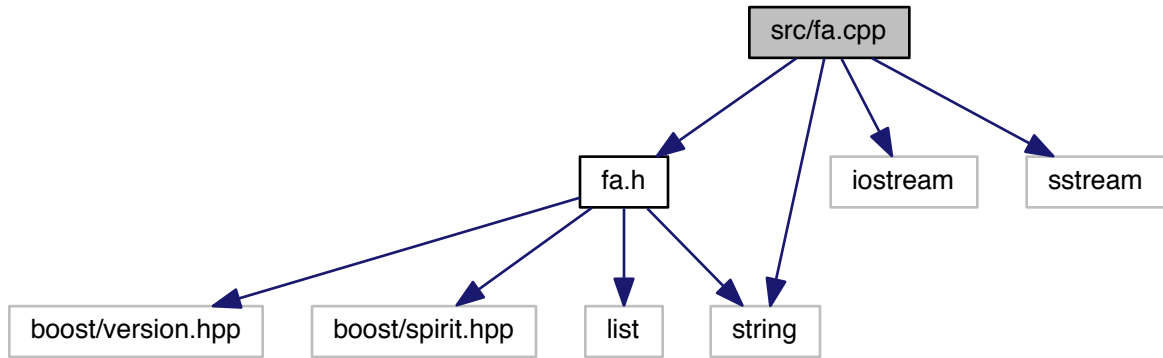 src/fa.cpp
fa.h
iostream
sstream
boost/version.hpp
boost/spirit.hpp
list
string